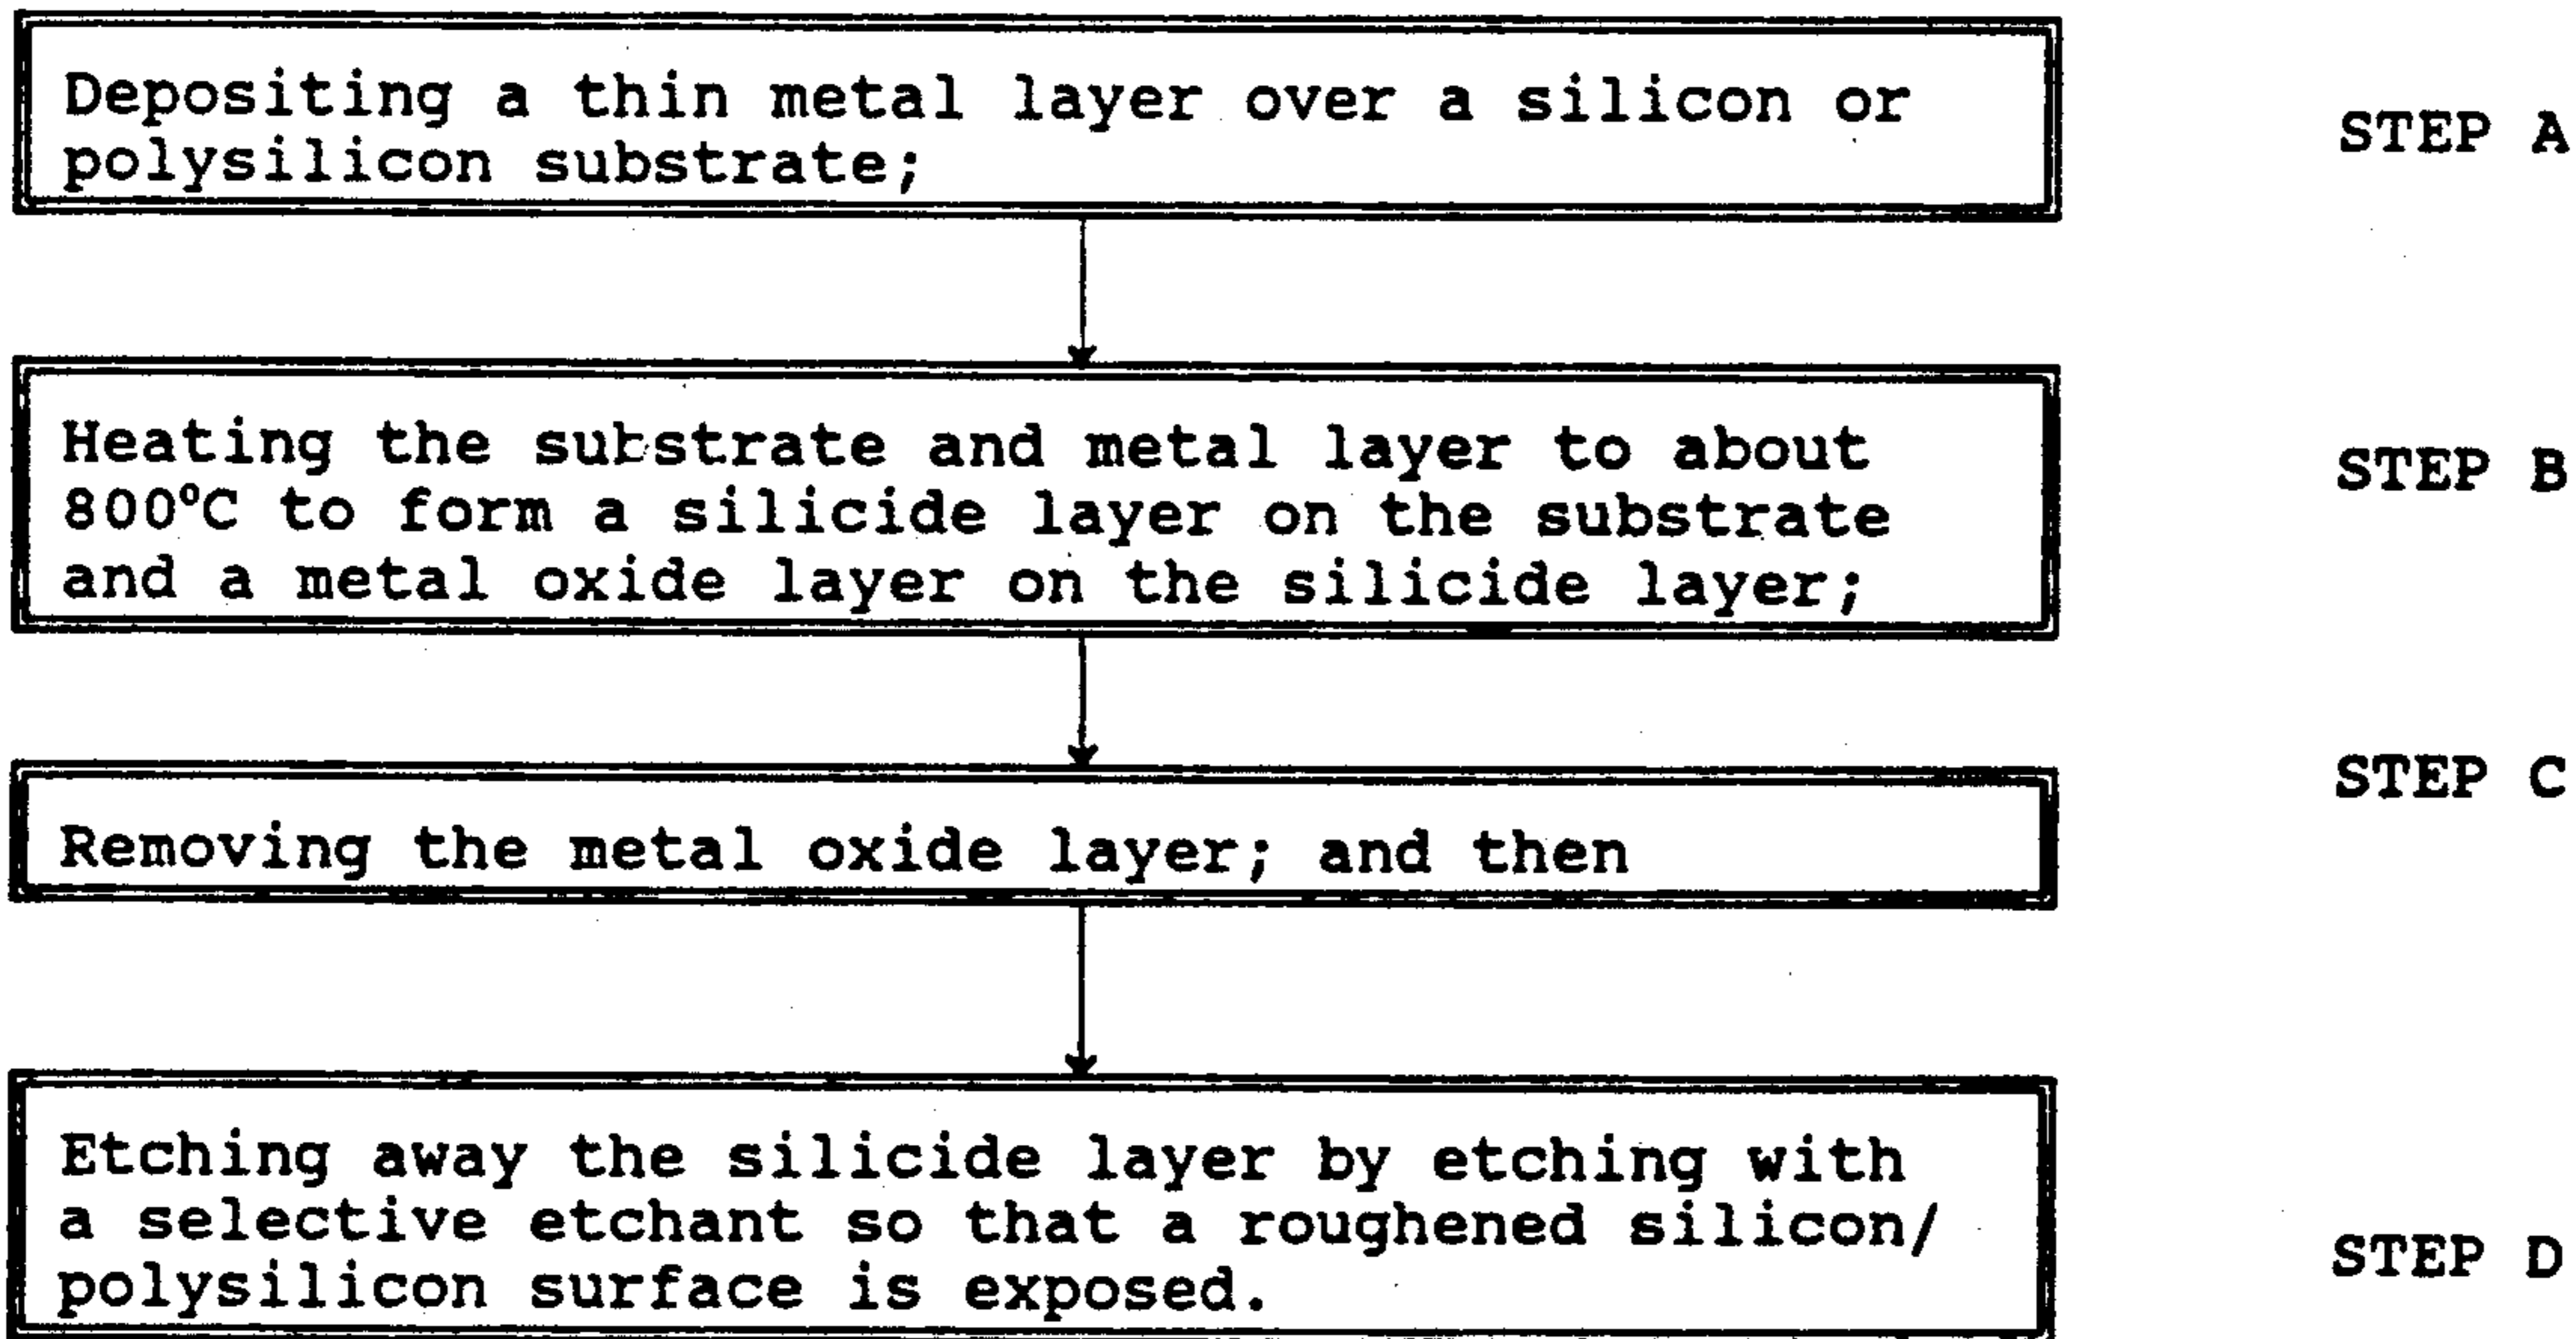 Depositing a thin metal layer over a silicon or
polysilicon substrate;
STEP A
Heating the substrate and metal layer to about
800°C to form a silicide layer on the substrate
and a metal oxide layer on the silicide layer;
STEP B
Removing the metal oxide layer; and then
STEP C
Etching away the silicide layer by etching with
a selective etchant so that a roughened silicon/
polysilicon surface is exposed.
STEP D